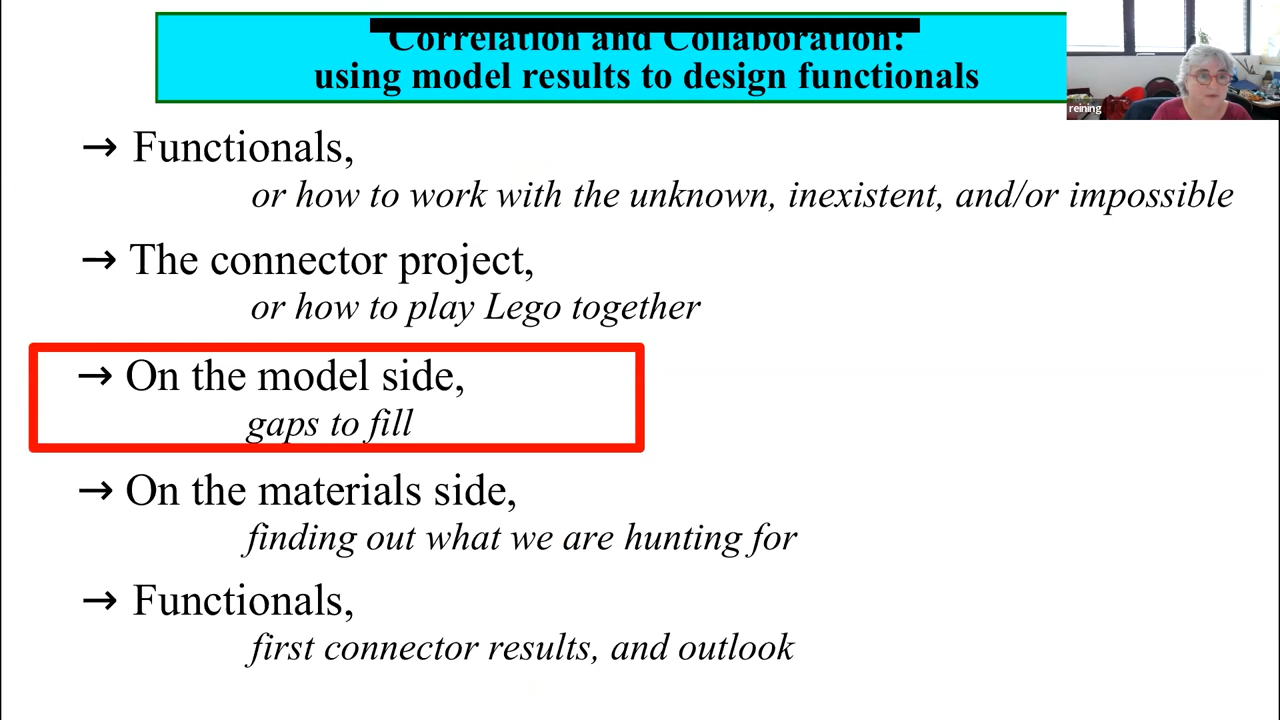 Correlation and Collaboration:
using model results to design functionals
reining
→ Functionals,
or how to work with the unknown, inexistent, and/or impossible
→ The connector project,
or how to play Lego together
→ On the model side,
gaps to fill
→ On the materials side,
finding out what we are hunting for
→ Functionals,
first connector results, and outlook